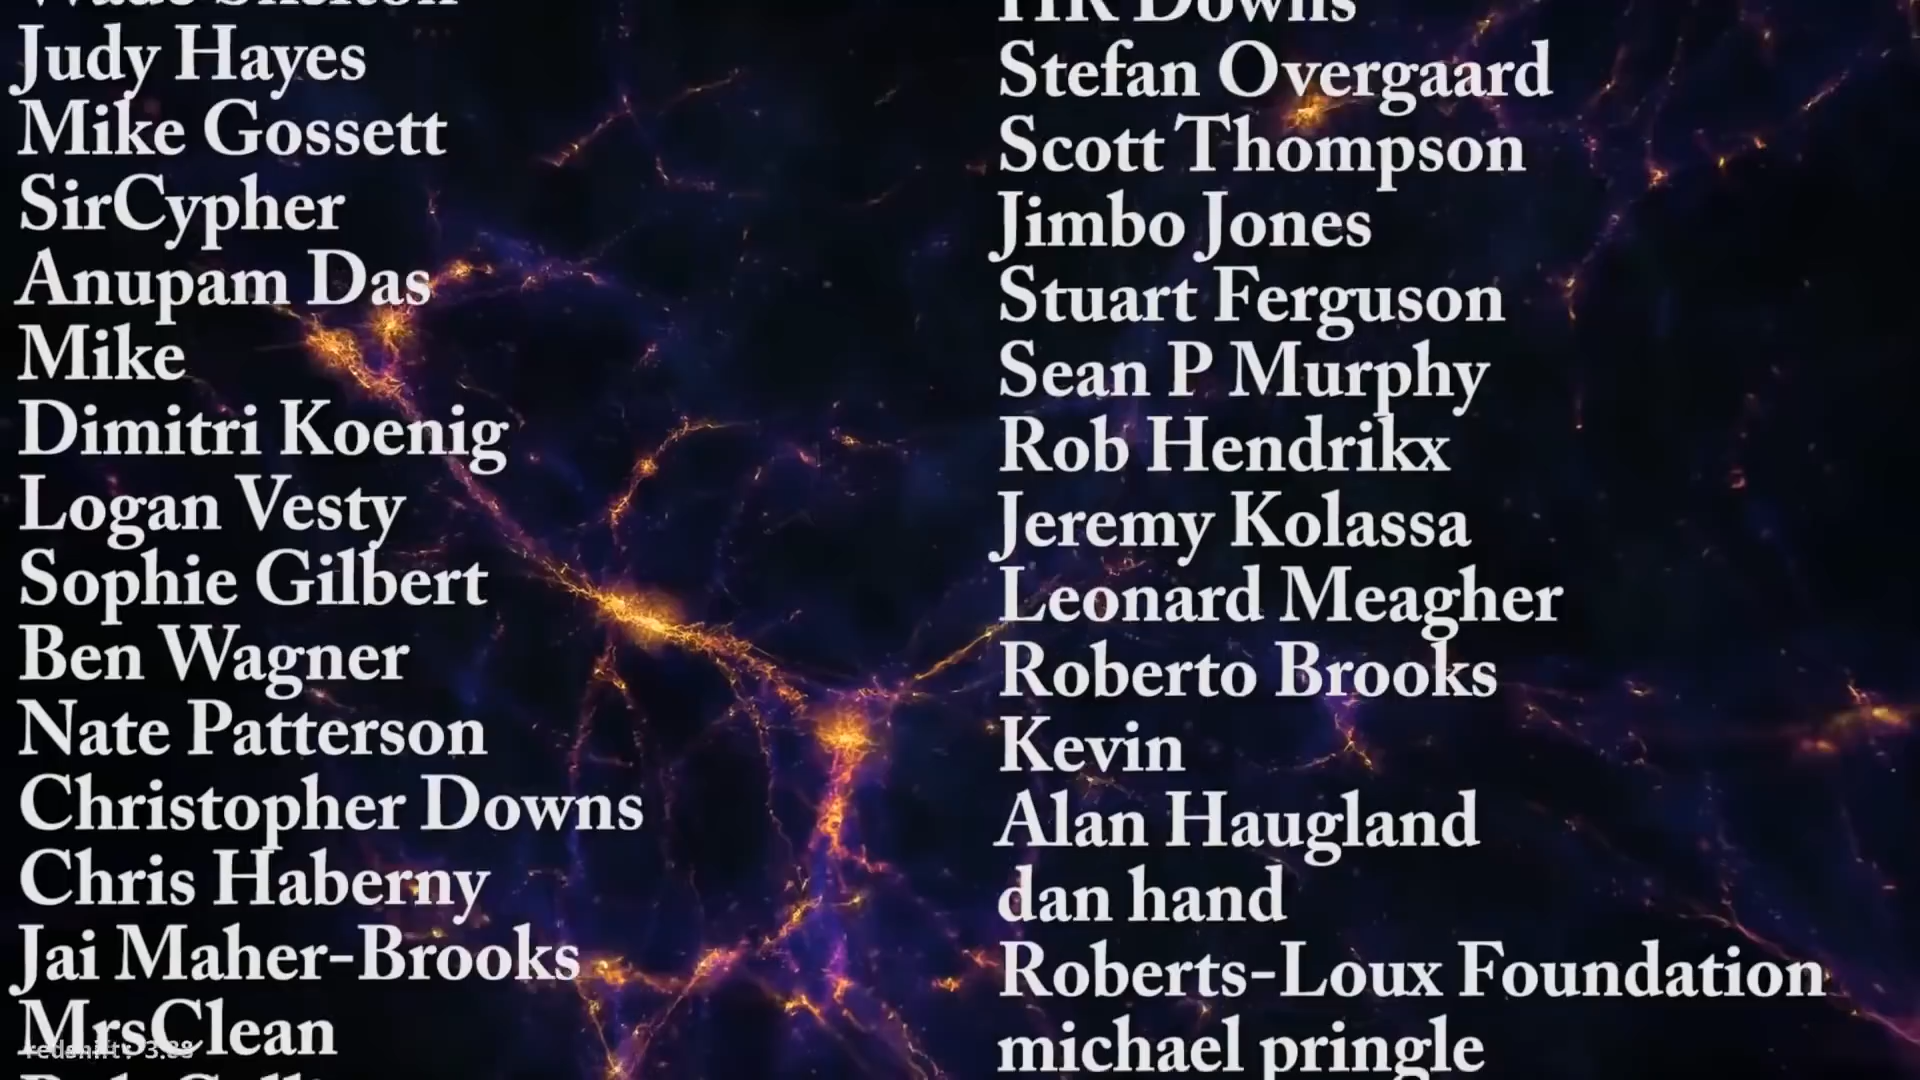 Judy Hayes
Mike Gossett
SirCypher
Anupam Das
Mike
Dimitri Koenig
Logan Vesty
Sophie Gilbert
Ben Wagner
Nate Patterson
Christopher Downs
Chris Haberny
Jai Maher-Brooks
MrsClean
HR Downs
Stefan Overgaard
Scott Thompson
Jimbo Jones
Stuart Ferguson
Sean P Murphy
Rob Hendrikx
Jeremy Kolassa
Leonard Meagher
Roberto Brooks
Kevin
Alan Haugland
dan hand
Roberts-Loux Foundation
michael pringle